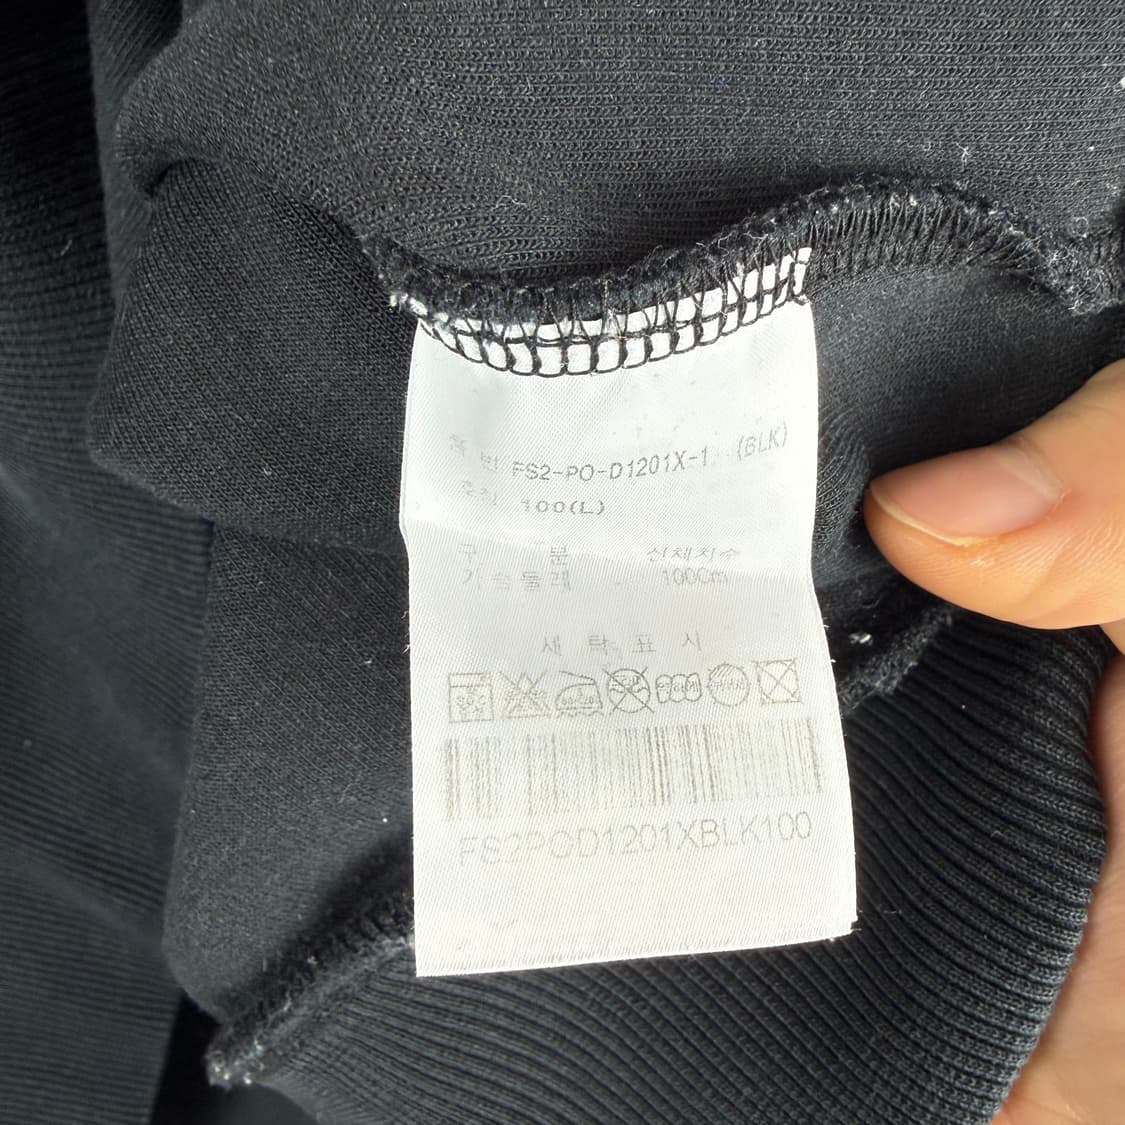 품 번 FS2-PO-D1201X-1 (BLK)
호칭 100(L)
구 분 신체치수
가슴둘레 100Cm
세 탁 표 시
FS2POD1201XBLK100